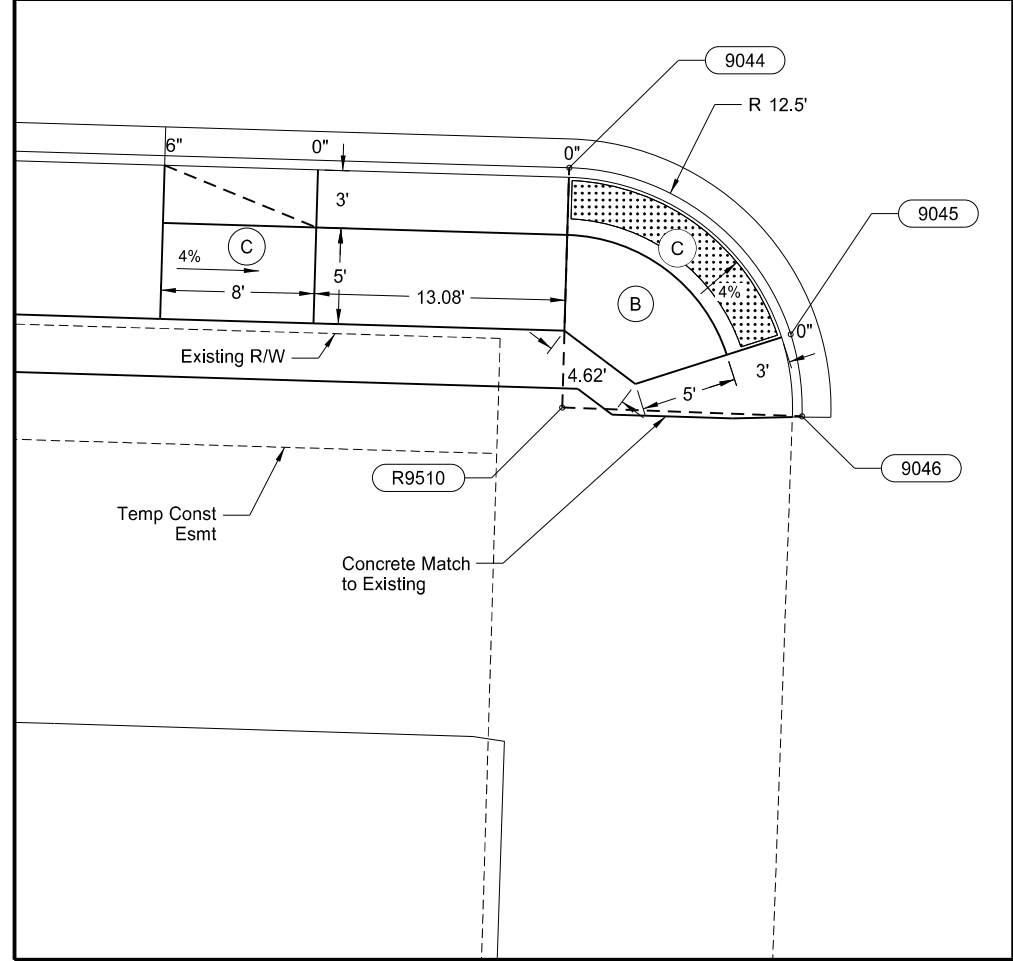 9044
R 12.5'
6"
0"
0"
3'
9045
C
C
4%
5'
4%
8'
13.08'
B
0"
Existing R/W
4.62'
3'
5'
R9510
9046
Temp Const
Esmt
Concrete Match
to Existing